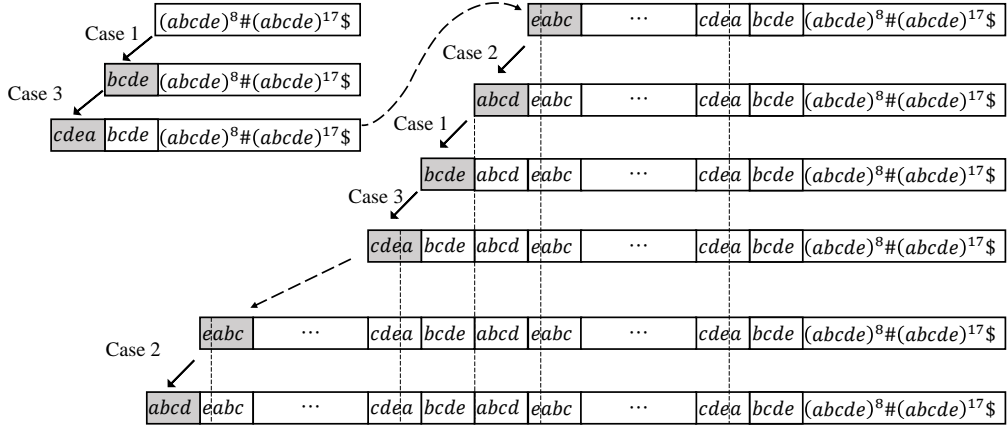 (abcde)⁸#(abcde)¹⁷$
Case 1
bcde (abcde)⁸#(abcde)¹⁷$
Case 3
cdea bcde (abcde)⁸#(abcde)¹⁷$
eabc ⋯ cdea bcde (abcde)⁸#(abcde)¹⁷$
Case 2
abcd eabc ⋯ cdea bcde (abcde)⁸#(abcde)¹⁷$
Case 1
bcde abcd eabc ⋯ cdea bcde (abcde)⁸#(abcde)¹⁷$
Case 3
cdea bcde abcd eabc ⋯ cdea bcde (abcde)⁸#(abcde)¹⁷$
eabc ⋯ cdea bcde abcd eabc ⋯ cdea bcde (abcde)⁸#(abcde)¹⁷$
Case 2
abcd eabc ⋯ cdea bcde abcd eabc ⋯ cdea bcde (abcde)⁸#(abcde)¹⁷$